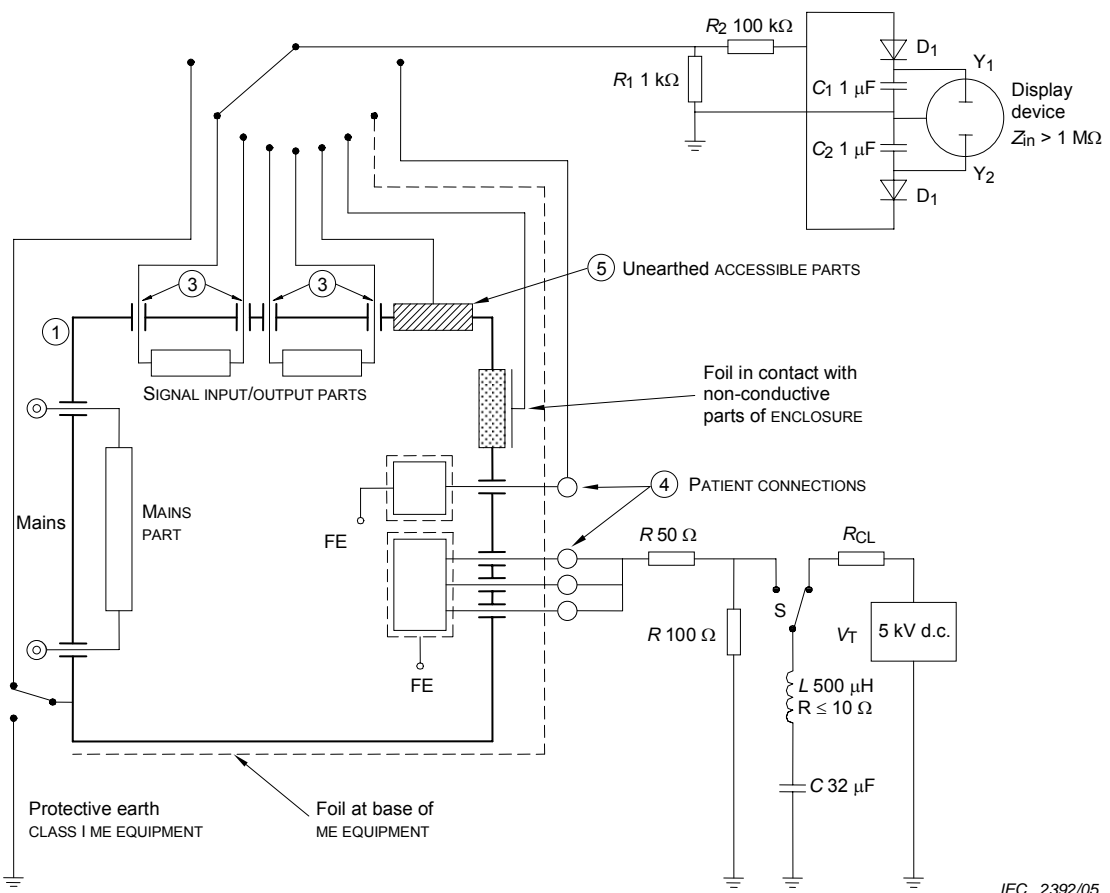 R2 100 kΩ
D1
Y1
R1 1 kΩ
C1 1 μF
Display
device
Zin > 1 MΩ
C2 1 μF
Y2
D1
3
3
5 Unearthed ACCESSIBLE PARTS
1
SIGNAL INPUT/OUTPUT PARTS
Foil in contact with
non-conductive
parts of ENCLOSURE
Mains
MAINS
PART
4 PATIENT CONNECTIONS
FE
R 50 Ω
RCL
S
R 100 Ω
VT
5 kV d.c.
FE
L 500 μH
R ≤ 10 Ω
C 32 μF
Protective earth
CLASS I ME EQUIPMENT
Foil at base of
ME EQUIPMENT
IEC 2392/05